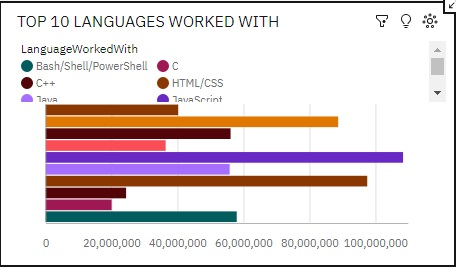 TOP 10 LANGUAGES WORKED WITH
LanguageWorkedWith
Bash/Shell/PowerShell C
C++ HTML/CSS
Java JavaScript
0 20,000,000 40,000,000 60,000,000 80,000,000 100,000,000